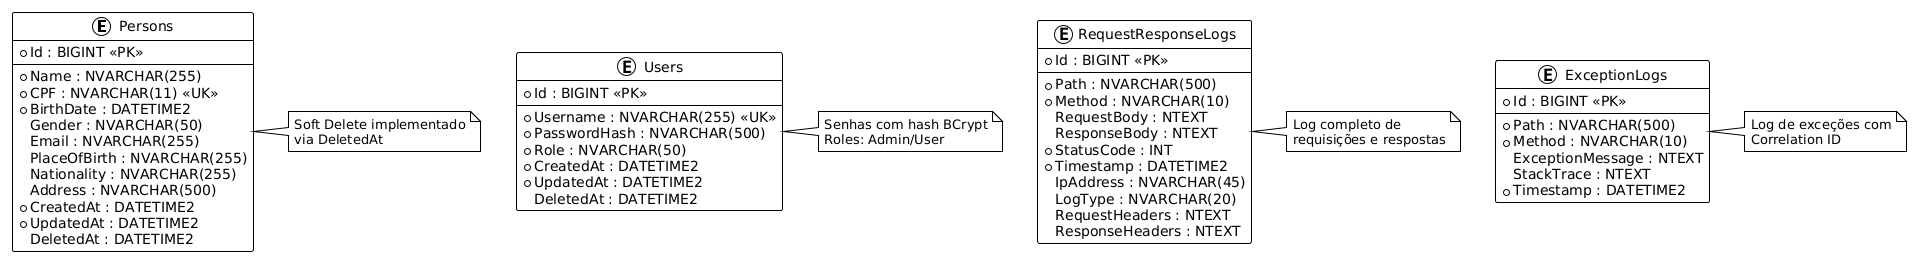 E Persons
Id : BIGINT «PK»
Name : NVARCHAR(255)
CPF : NVARCHAR(11) «UK»
BirthDate : DATETIME2
Gender : NVARCHAR(50)
Email : NVARCHAR(255)
PlaceOfBirth : NVARCHAR(255)
Nationality : NVARCHAR(255)
Address : NVARCHAR(500)
CreatedAt : DATETIME2
UpdatedAt : DATETIME2
DeletedAt : DATETIME2
Soft Delete implementado
via DeletedAt
E Users
Id : BIGINT «PK»
Username : NVARCHAR(255) «UK»
PasswordHash : NVARCHAR(500)
Role : NVARCHAR(50)
CreatedAt : DATETIME2
UpdatedAt : DATETIME2
DeletedAt : DATETIME2
Senhas com hash BCrypt
Roles: Admin/User
E RequestResponseLogs
Id : BIGINT «PK»
Path : NVARCHAR(500)
Method : NVARCHAR(10)
RequestBody : NTEXT
ResponseBody : NTEXT
StatusCode : INT
Timestamp : DATETIME2
IpAddress : NVARCHAR(45)
LogType : NVARCHAR(20)
RequestHeaders : NTEXT
ResponseHeaders : NTEXT
Log completo de
requisições e respostas
E ExceptionLogs
Id : BIGINT «PK»
Path : NVARCHAR(500)
Method : NVARCHAR(10)
ExceptionMessage : NTEXT
StackTrace : NTEXT
Timestamp : DATETIME2
Log de exceções com
Correlation ID